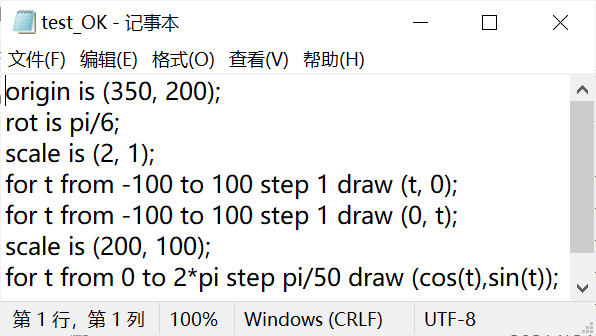 test_OK - 记事本
文件(F) 编辑(E) 格式(O) 查看(V) 帮助(H)
origin is (350, 200);
rot is pi/6;
scale is (2, 1);
for t from -100 to 100 step 1 draw (t, 0);
for t from -100 to 100 step 1 draw (0, t);
scale is (200, 100);
for t from 0 to 2*pi step pi/50 draw (cos(t),sin(t));
第 1 行，第 1 列 100% Windows (CRLF) UTF-8